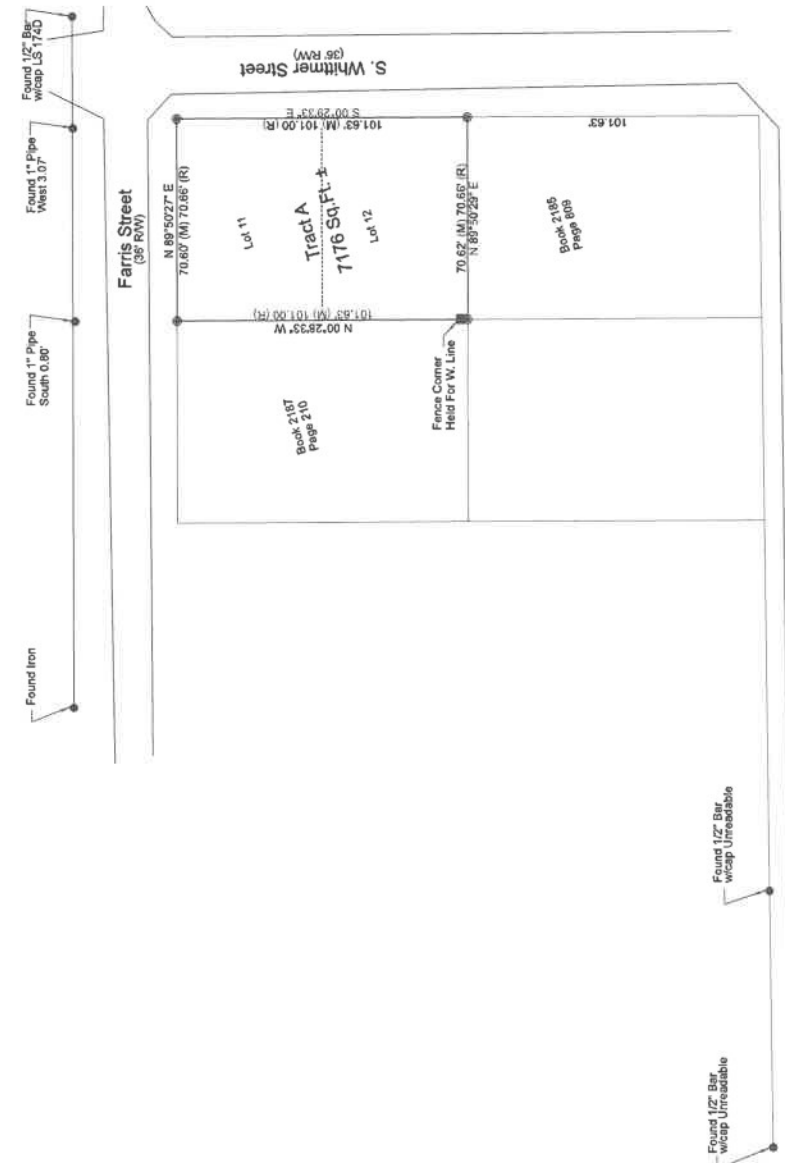 Found 1/2" Bar
w/cap LS 174D
Found 1" Pipe
West 3.07'
Found 1" Pipe
South 0.80'
Found Iron
Farris Street
(36' R/W)
S. Whittmer Street
(36' R/W)
N 89°50'27" E
70.60' (M) 70.66' (R)
S 00°29'33" E
101.63' (M) 101.00 (R)
Lot 11
Tract A
7176 Sq.Ft. ±
Lot 12
N 00°28'33" W
101.63' (M) 101.00 (R)
70.62' (M) 70.66' (R)
N 89°50'29" E
101.63'
Book 2187
Page 210
Fence Corner
Held For W. Line
Book 2185
Page 809
Found 1/2" Bar
w/cap Unreadable
Found 1/2" Bar
w/cap Unreadable